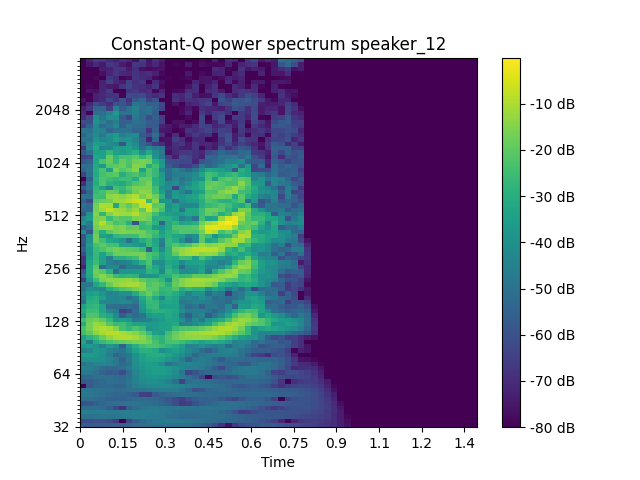 Constant-Q power spectrum speaker_12
Hz
2048
1024
512
256
128
64
32
0 0.15 0.3 0.45 0.6 0.75 0.9 1.1 1.2 1.4
Time
-10 dB
-20 dB
-30 dB
-40 dB
-50 dB
-60 dB
-70 dB
-80 dB